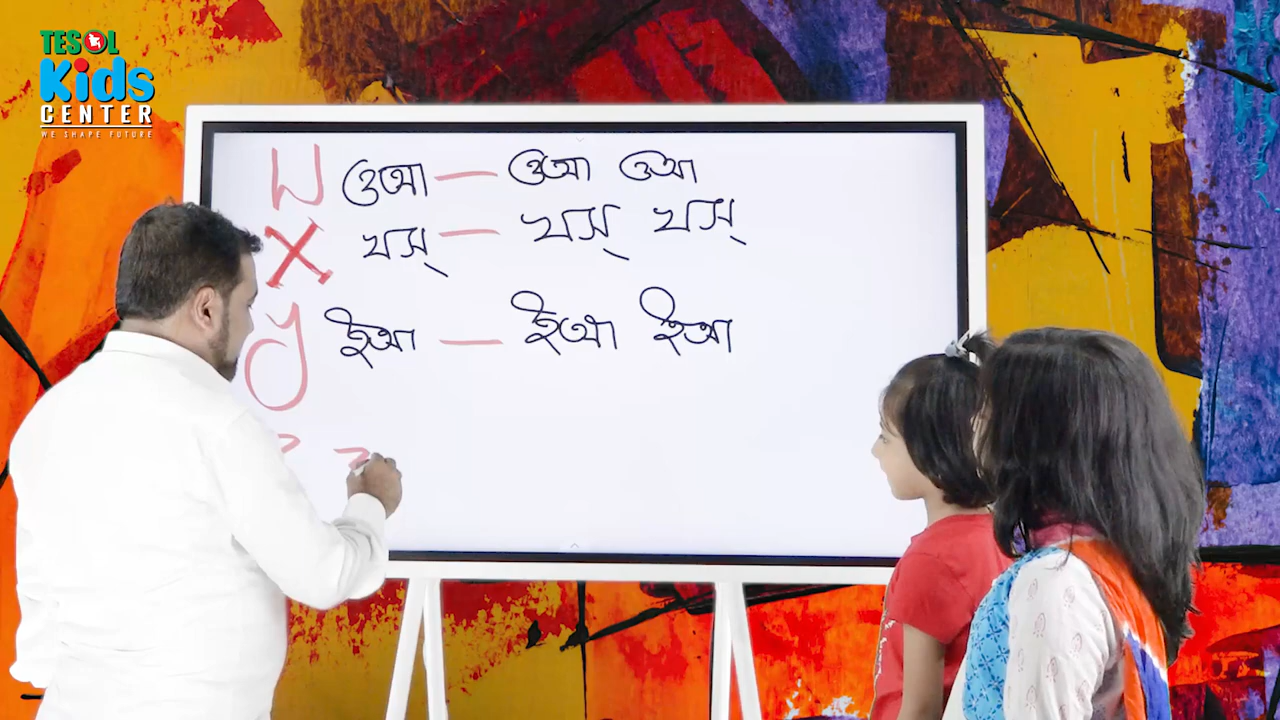 TESOL
Kids
CENTER
WE SHAPE FUTURE
W ওআ — ওআ ওআ
X খস্ — খস্ খস্
y ইআ — ইআ ইআ